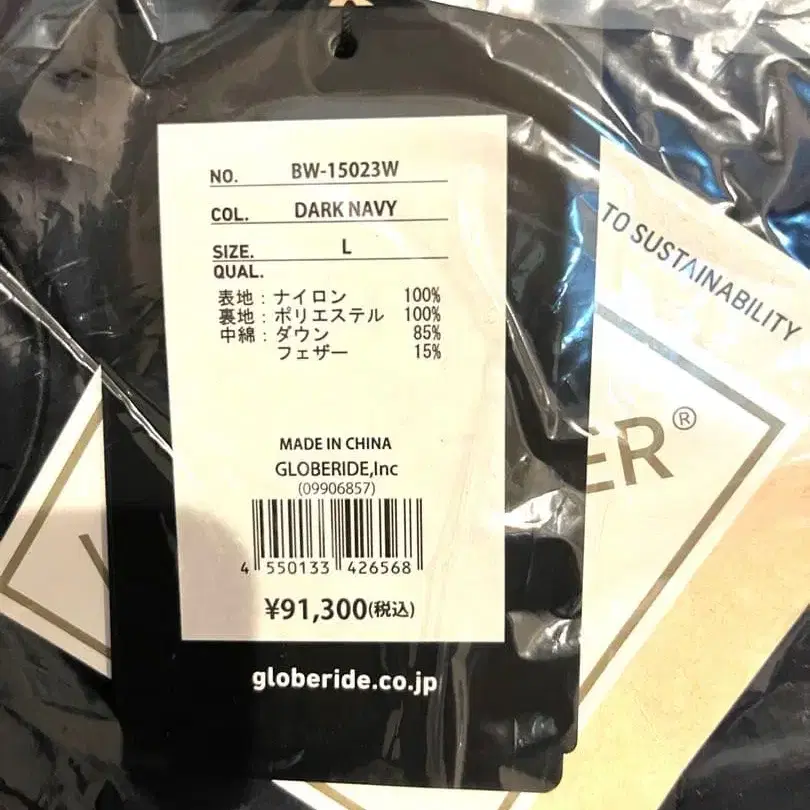 NO. BW-15023W
COL. DARK NAVY
SIZE. L
QUAL.
表地:ナイロン 100%
裏地:ポリエステル 100%
中綿:ダウン 85%
フェザー 15%
MADE IN CHINA
GLOBERIDE,Inc
(09906857)
4 550133 426568
¥91,300(税込)
globeride.co.jp
TO SUSTAINABILITY
ER®